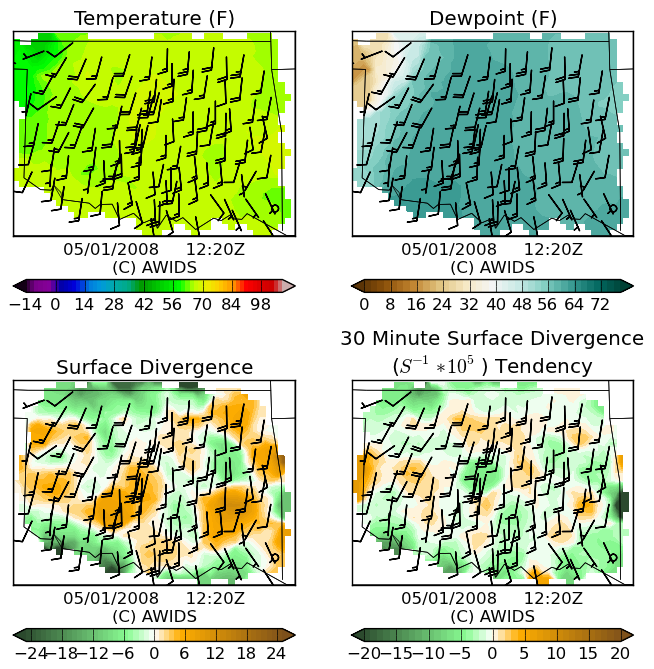 Temperature (F)
Dewpoint (F)
05/01/2008 12:20Z
(C) AWIDS
05/01/2008 12:20Z
(C) AWIDS
−14 0 14 28 42 56 70 84 98
0 8 16 24 32 40 48 56 64 72
Surface Divergence
30 Minute Surface Divergence
(S⁻¹ *10⁵ ) Tendency
05/01/2008 12:20Z
(C) AWIDS
05/01/2008 12:20Z
(C) AWIDS
−24−18−12−6 0 6 12 18 24
−20−15−10−5 0 5 10 15 20